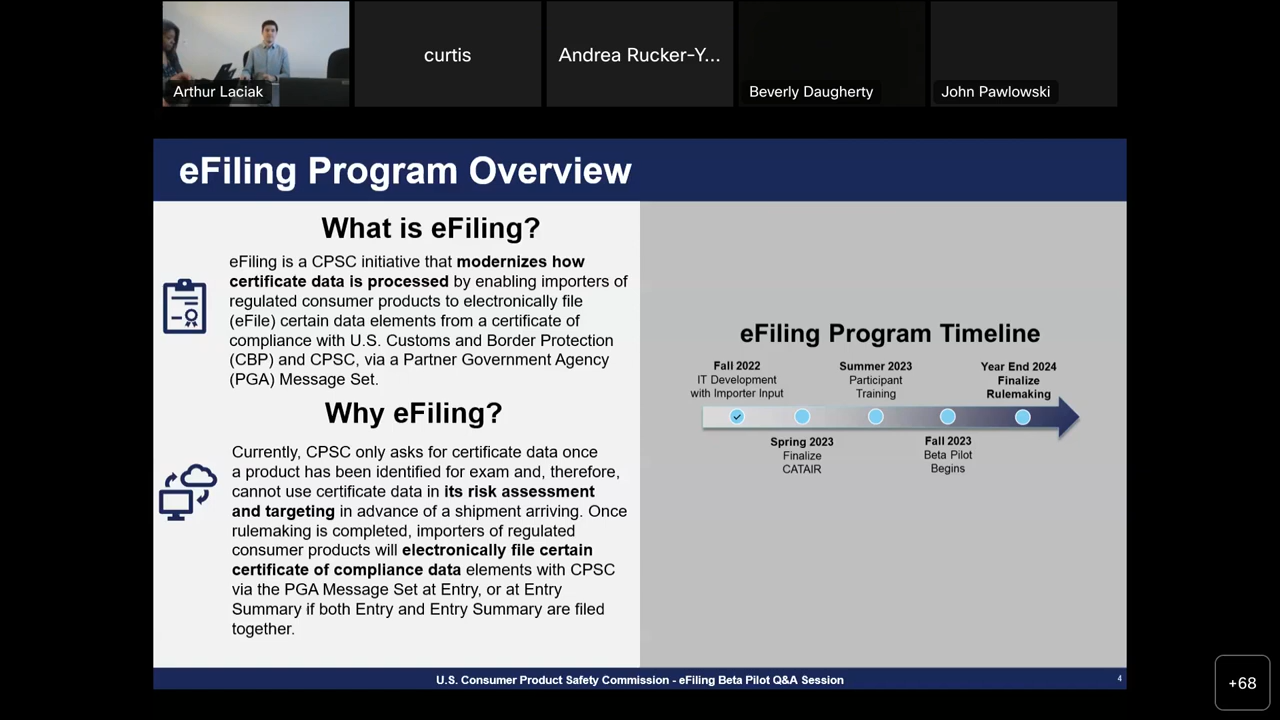 Arthur Laciak
curtis
Andrea Rucker-Y...
Beverly Daugherty
John Pawlowski
eFiling Program Overview
What is eFiling?
eFiling is a CPSC initiative that modernizes how
certificate data is processed by enabling importers of
regulated consumer products to electronically file
(eFile) certain data elements from a certificate of
compliance with U.S. Customs and Border Protection
(CBP) and CPSC, via a Partner Government Agency
(PGA) Message Set.
Why eFiling?
Currently, CPSC only asks for certificate data once
a product has been identified for exam and, therefore,
cannot use certificate data in its risk assessment
and targeting in advance of a shipment arriving. Once
rulemaking is completed, importers of regulated
consumer products will electronically file certain
certificate of compliance data elements with CPSC
via the PGA Message Set at Entry, or at Entry
Summary if both Entry and Entry Summary are filed
together.
eFiling Program Timeline
Fall 2022
IT Development
with Importer Input
Summer 2023
Participant
Training
Year End 2024
Finalize
Rulemaking
Spring 2023
Finalize
CATAIR
Fall 2023
Beta Pilot
Begins
U.S. Consumer Product Safety Commission - eFiling Beta Pilot Q&A Session
4
+68